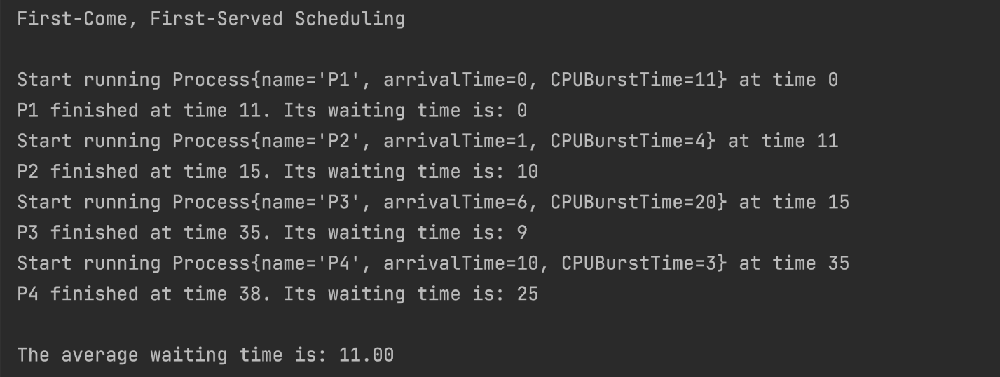 First-Come, First-Served Scheduling
Start running Process{name='P1', arrivalTime=0, CPUBurstTime=11} at time 0
P1 finished at time 11. Its waiting time is: 0
Start running Process{name='P2', arrivalTime=1, CPUBurstTime=4} at time 11
P2 finished at time 15. Its waiting time is: 10
Start running Process{name='P3', arrivalTime=6, CPUBurstTime=20} at time 15
P3 finished at time 35. Its waiting time is: 9
Start running Process{name='P4', arrivalTime=10, CPUBurstTime=3} at time 35
P4 finished at time 38. Its waiting time is: 25
The average waiting time is: 11.00